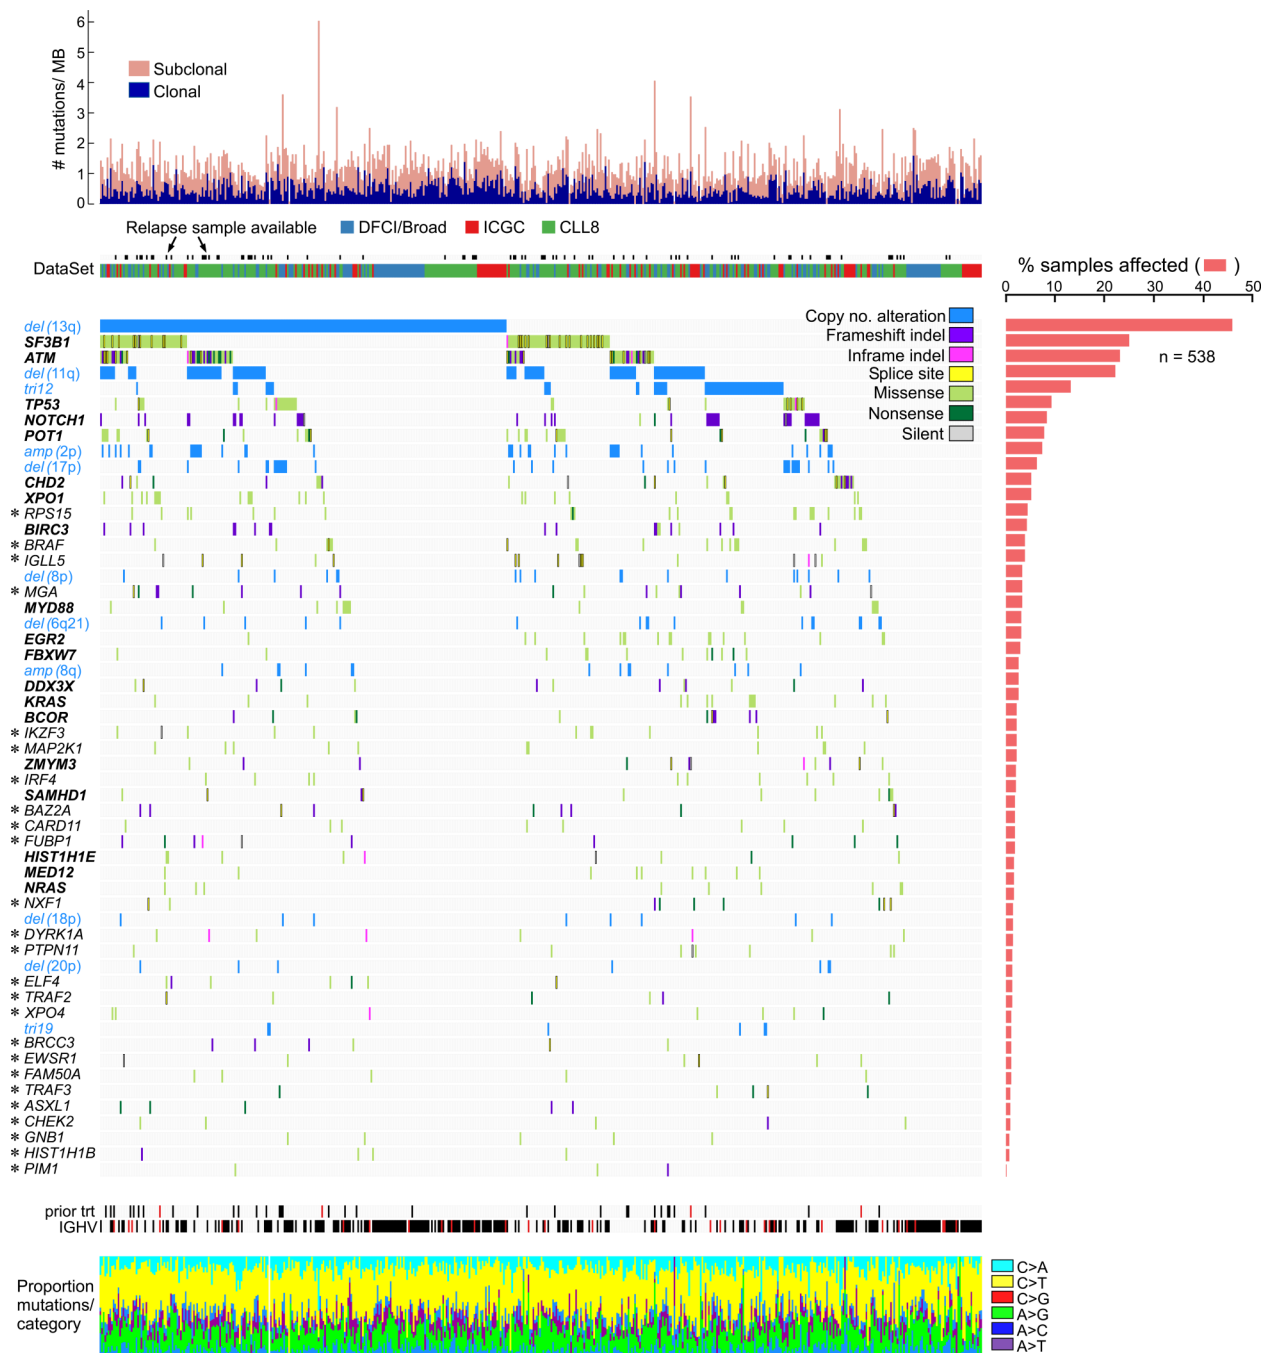 # mutations/ MB
6
5
4
3
2
1
0
Subclonal
Clonal
Relapse sample available
DFCI/Broad
ICGC
CLL8
DataSet
% samples affected ( )
0 10 20 30 40 50
n = 538
Copy no. alteration
Frameshift indel
Inframe indel
Splice site
Missense
Nonsense
Silent
del (13q)
SF3B1
ATM
del (11q)
tri12
TP53
NOTCH1
POT1
amp (2p)
del (17p)
CHD2
XPO1
* RPS15
BIRC3
* BRAF
* IGLL5
del (8p)
* MGA
MYD88
del (6q21)
EGR2
FBXW7
amp (8q)
DDX3X
KRAS
BCOR
* IKZF3
* MAP2K1
ZMYM3
* IRF4
SAMHD1
* BAZ2A
* CARD11
* FUBP1
HIST1H1E
MED12
NRAS
* NXF1
del (18p)
* DYRK1A
* PTPN11
del (20p)
* ELF4
* TRAF2
* XPO4
tri19
* BRCC3
* EWSR1
* FAM50A
* TRAF3
* ASXL1
* CHEK2
* GNB1
* HIST1H1B
* PIM1
prior trt
IGHV
Proportion
mutations/
category
C>A
C>T
C>G
A>G
A>C
A>T